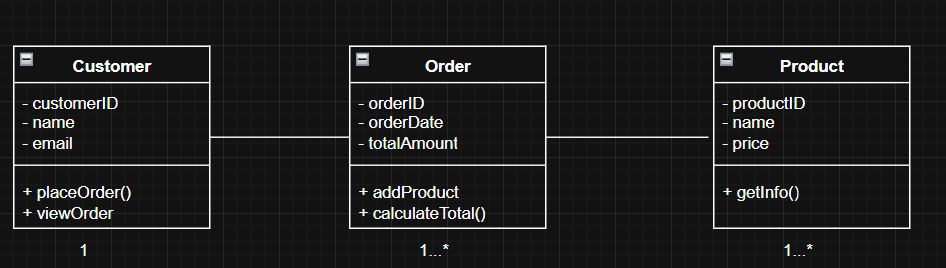 Customer
- customerID
- name
- email
+ placeOrder()
+ viewOrder
1
Order
- orderID
- orderDate
- totalAmount
+ addProduct
+ calculateTotal()
1...*
Product
- productID
- name
- price
+ getInfo()
1...*